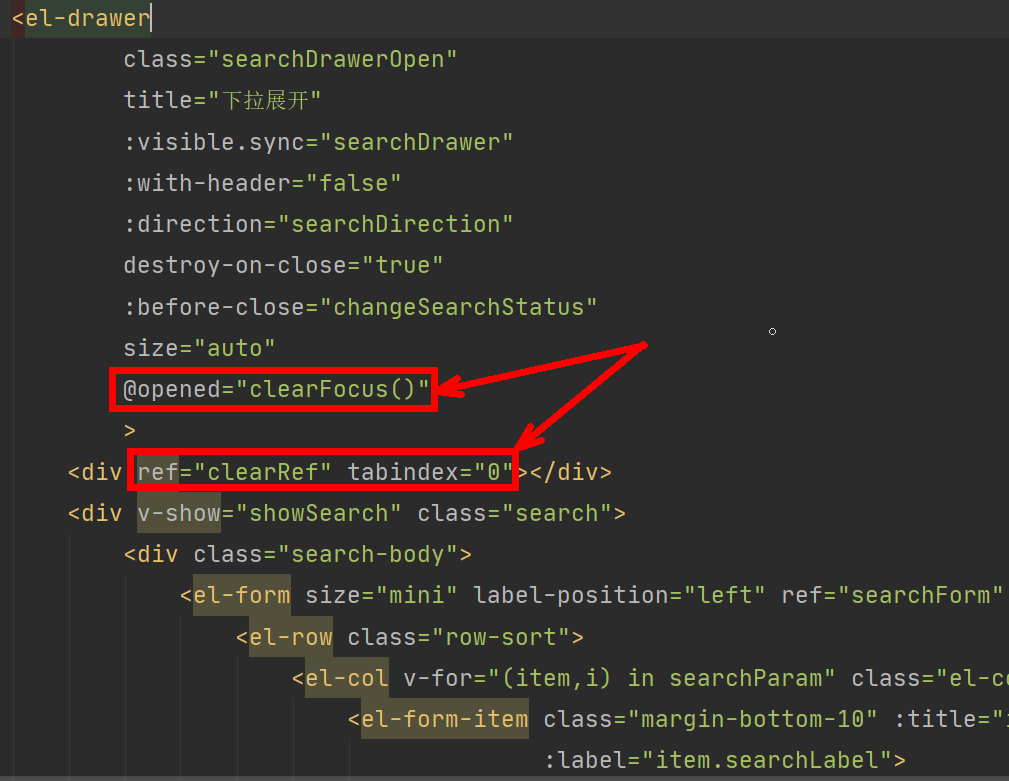 <el-drawer
class="searchDrawerOpen"
title="下拉展开"
:visible.sync="searchDrawer"
:with-header="false"
:direction="searchDirection"
destroy-on-close="true"
:before-close="changeSearchStatus"
size="auto"
@opened="clearFocus()"
>
<div ref="clearRef" tabindex="0"></div>
<div v-show="showSearch" class="search">
<div class="search-body">
<el-form size="mini" label-position="left" ref="searchForm"
<el-row class="row-sort">
<el-col v-for="(item,i) in searchParam" class="el-c
<el-form-item class="margin-bottom-10" :title="
:label="item.searchLabel">